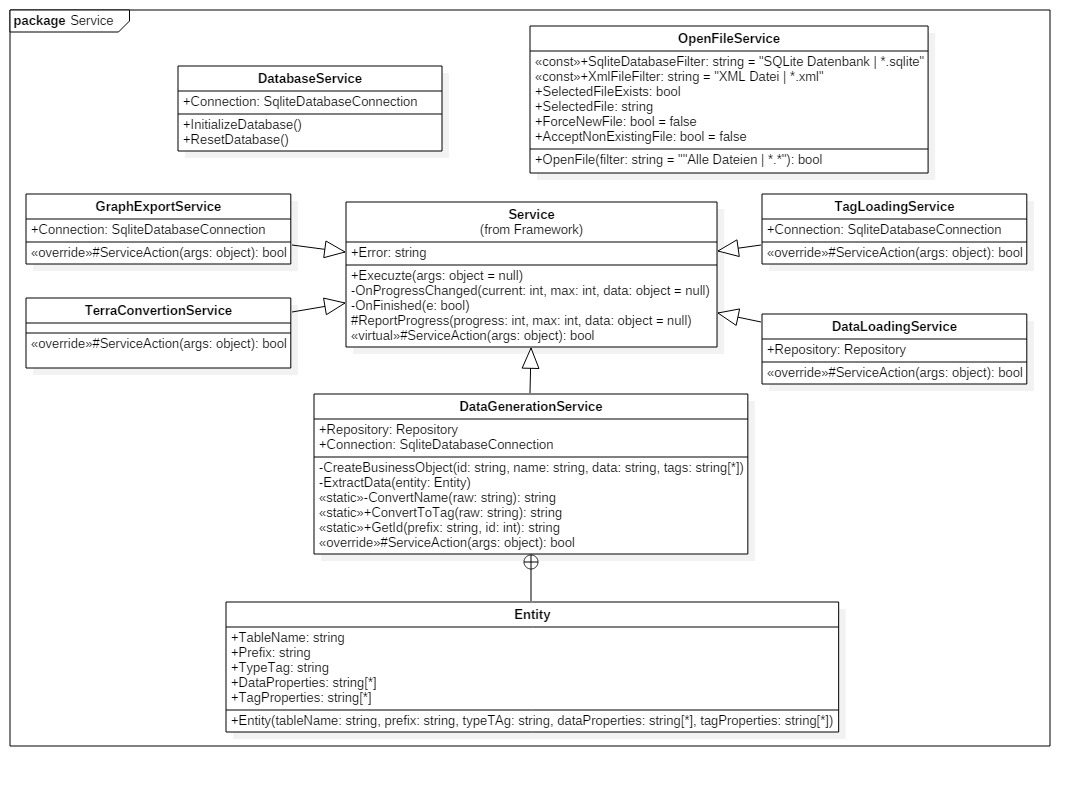 package Service
OpenFileService
«const»+SqliteDatabaseFilter: string = "SQLite Datenbank | *.sqlite"
«const»+XmlFileFilter: string = "XML Datei | *.xml"
+SelectedFileExists: bool
+SelectedFile: string
+ForceNewFile: bool = false
+AcceptNonExistingFile: bool = false
+OpenFile(filter: string = ""Alle Dateien | *.*"): bool
DatabaseService
+Connection: SqliteDatabaseConnection
+InitializeDatabase()
+ResetDatabase()
GraphExportService
+Connection: SqliteDatabaseConnection
«override»#ServiceAction(args: object): bool
Service
(from Framework)
+Error: string
+Execuzte(args: object = null)
-OnProgressChanged(current: int, max: int, data: object = null)
-OnFinished(e: bool)
#ReportProgress(progress: int, max: int, data: object = null)
«virtual»#ServiceAction(args: object): bool
TagLoadingService
+Connection: SqliteDatabaseConnection
«override»#ServiceAction(args: object): bool
TerraConvertionService
«override»#ServiceAction(args: object): bool
DataLoadingService
+Repository: Repository
«override»#ServiceAction(args: object): bool
DataGenerationService
+Repository: Repository
+Connection: SqliteDatabaseConnection
-CreateBusinessObject(id: string, name: string, data: string, tags: string[*])
-ExtractData(entity: Entity)
«static»-ConvertName(raw: string): string
«static»+ConvertToTag(raw: string): string
«static»+GetId(prefix: string, id: int): string
«override»#ServiceAction(args: object): bool
Entity
+TableName: string
+Prefix: string
+TypeTag: string
+DataProperties: string[*]
+TagProperties: string[*]
+Entity(tableName: string, prefix: string, typeTAg: string, dataProperties: string[*], tagProperties: string[*])